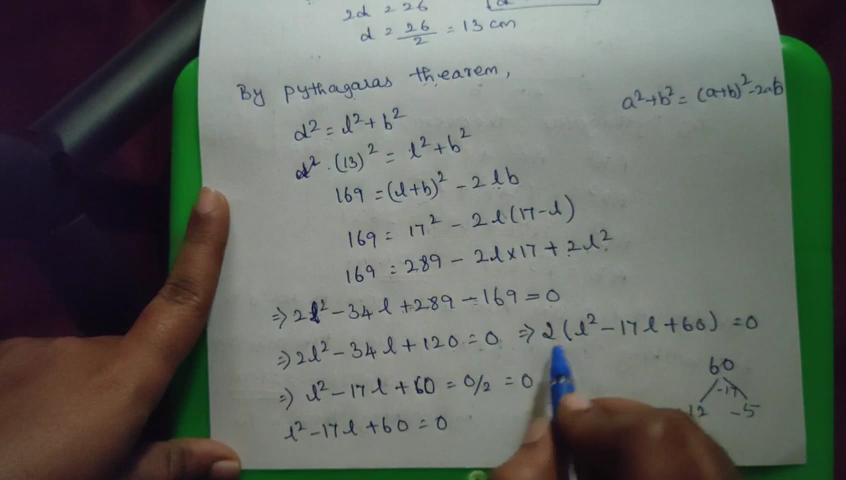 2d = 26
d = 26/2 = 13 cm
By pythagaras thearem,
a²+b² = (a+b)²-2ab
d² = l²+b²
d² (13)² = l²+b²
169 = (l+b)² - 2lb
169 = 17² - 2l(17-l)
169 = 289 - 2l×17 + 2l²
⇒ 2l² - 34l + 289 - 169 = 0
⇒ 2l² - 34l + 120 = 0 ⇒ 2(l² - 17l + 60) = 0
⇒ l² - 17l + 60 = 0/2 = 0
l² - 17l + 60 = 0
60
-17
12 -5